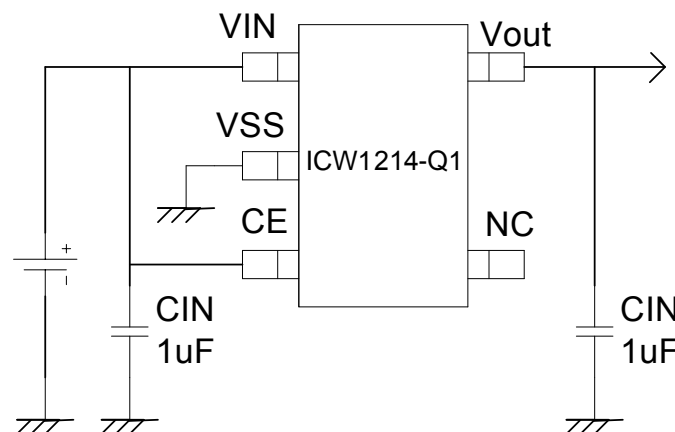 VIN
Vout
VSS
ICW1214-Q1
CE
NC
+
-
CIN
1uF
CIN
1uF